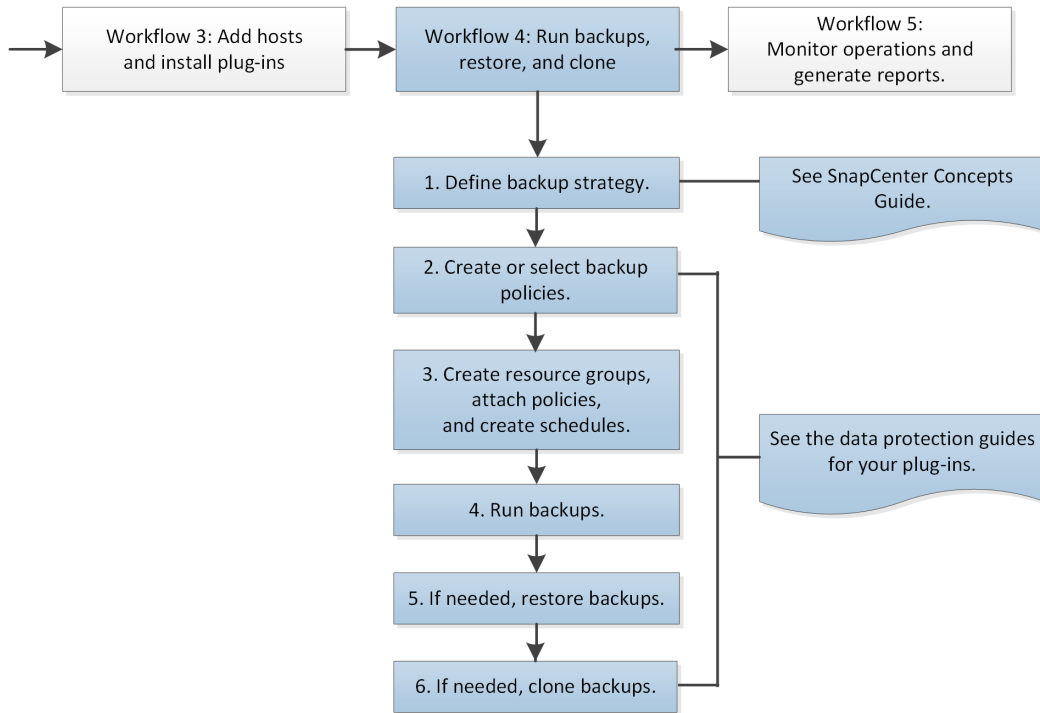 Workflow 3: Add hosts
and install plug-ins
Workflow 4: Run backups,
restore, and clone
Workflow 5:
Monitor operations and
generate reports.
1. Define backup strategy.
See SnapCenter Concepts
Guide.
2. Create or select backup
policies.
3. Create resource groups,
attach policies,
and create schedules.
See the data protection guides
for your plug-ins.
4. Run backups.
5. If needed, restore backups.
6. If needed, clone backups.